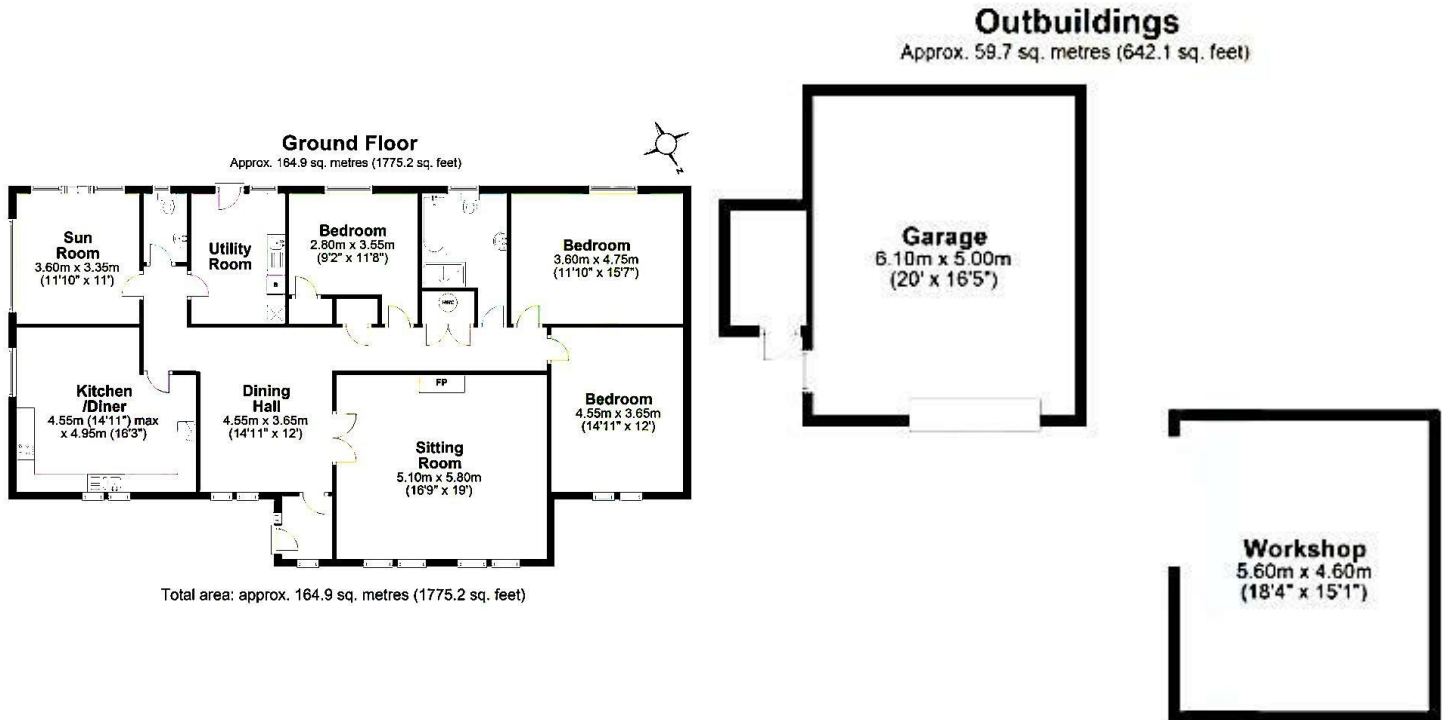 Outbuildings
Approx. 59.7 sq. metres (642.1 sq. feet)
Ground Floor
Approx. 164.9 sq. metres (1775.2 sq. feet)
N
Sun
Room
3.60m x 3.35m
(11'10" x 11')
Utility
Room
B
Bedroom
2.80m x 3.55m
(9'2" x 11'8")
HWC
Bedroom
3.60m x 4.75m
(11'10" x 15'7")
Kitchen
/Diner
4.55m (14'11") max
x 4.95m (16'3")
Dining
Hall
4.55m x 3.65m
(14'11" x 12')
FP
Sitting
Room
5.10m x 5.80m
(16'9" x 19')
Bedroom
4.55m x 3.65m
(14'11" x 12')
Total area: approx. 164.9 sq. metres (1775.2 sq. feet)
Garage
6.10m x 5.00m
(20' x 16'5")
Workshop
5.60m x 4.60m
(18'4" x 15'1")